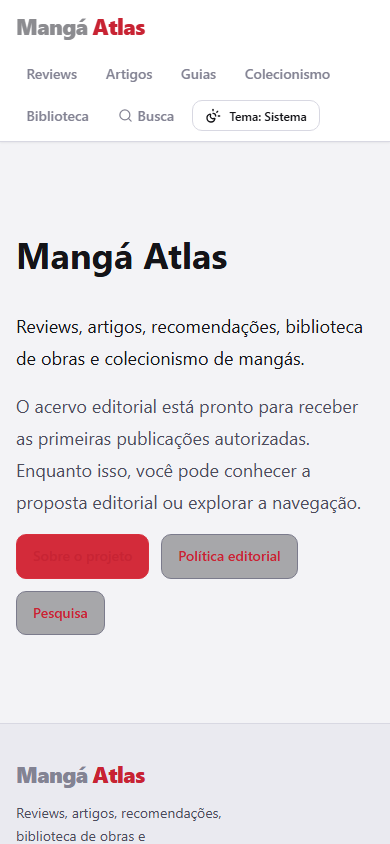 Mangá Atlas
Reviews Artigos Guias Colecionismo
Biblioteca Busca Tema: Sistema
Mangá Atlas
Reviews, artigos, recomendações, biblioteca
de obras e colecionismo de mangás.
O acervo editorial está pronto para receber
as primeiras publicações autorizadas.
Enquanto isso, você pode conhecer a
proposta editorial ou explorar a navegação.
Sobre o projeto Política editorial
Pesquisa
Mangá Atlas
Reviews, artigos, recomendações,
biblioteca de obras e